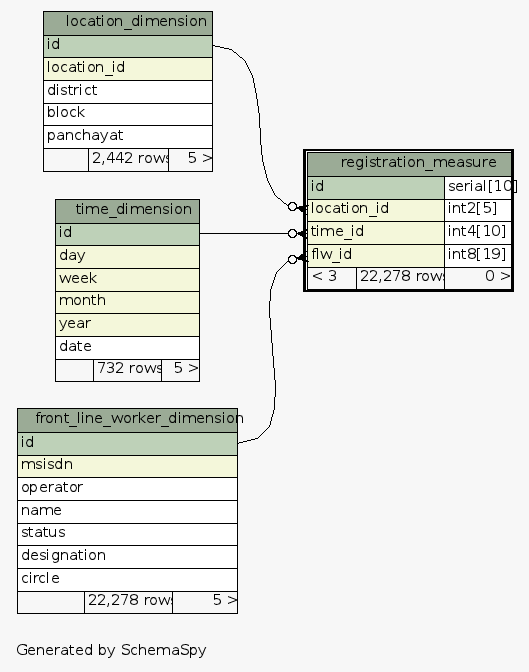 location_dimension
id
location_id
district
block
panchayat
2,442 rows 5 >
time_dimension
id
day
week
month
year
date
732 rows 5 >
front_line_worker_dimension
id
msisdn
operator
name
status
designation
circle
22,278 rows 5 >
registration_measure
id serial[10]
location_id int2[5]
time_id int4[10]
flw_id int8[19]
< 3 22,278 rows 0 >
Generated by SchemaSpy